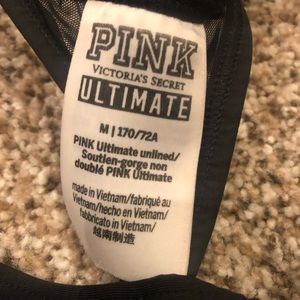 PINK
VICTORIA'S SECRET
ULTIMATE
M | 170/72A
PINK Ultimate unlined/
Soutien-gorge non
doublé PINK Ultimate
made in Vietnam/fabriqué au
Vietnam/hecho en Vietnam/
fabbricato in Vietnam/
越南制造